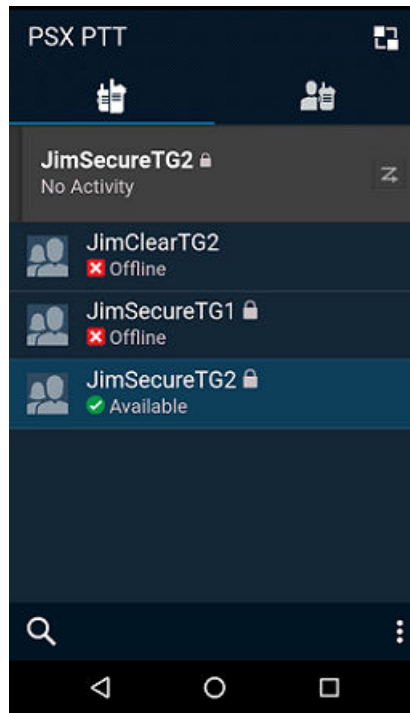 PSX PTT
JimSecureTG2
No Activity
JimClearTG2
Offline
JimSecureTG1
Offline
JimSecureTG2
Available